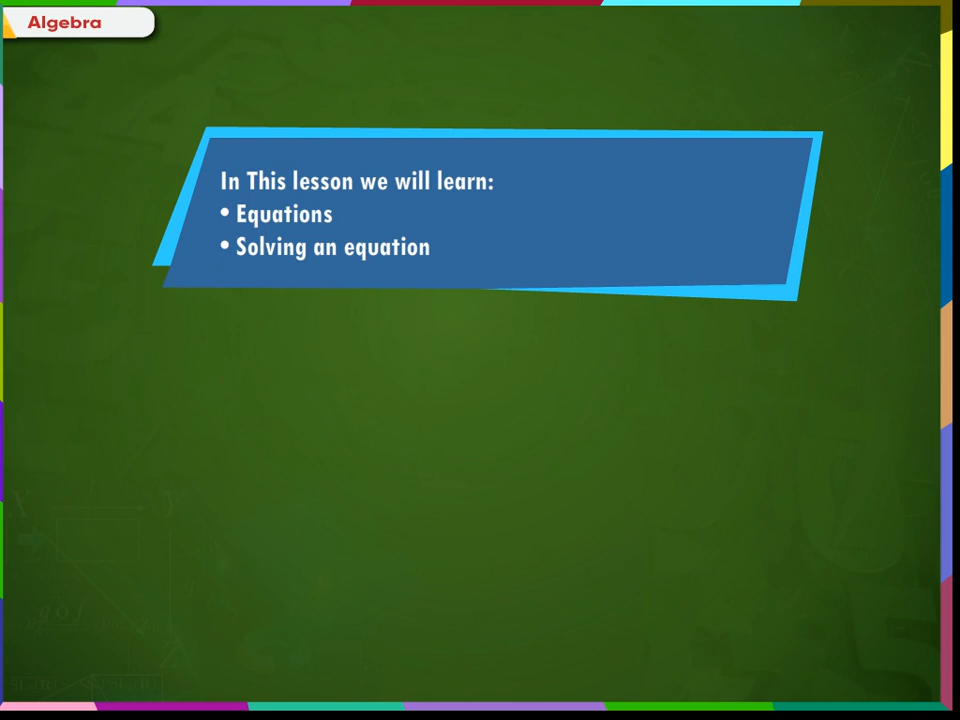 Algebra
In This lesson we will learn:
• Equations
• Solving an equation